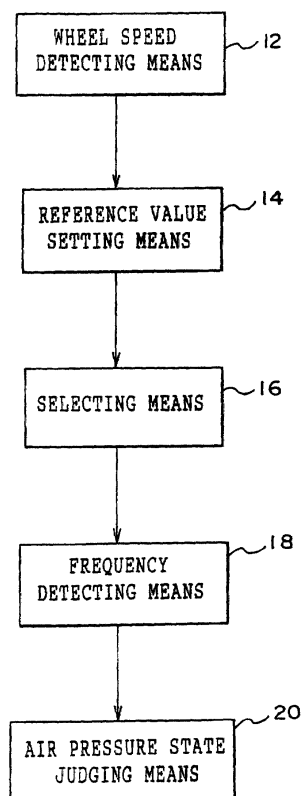 WHEEL SPEED
DETECTING MEANS
12
REFERENCE VALUE
SETTING MEANS
14
SELECTING MEANS
16
FREQUENCY
DETECTING MEANS
18
AIR PRESSURE STATE
JUDGING MEANS
20